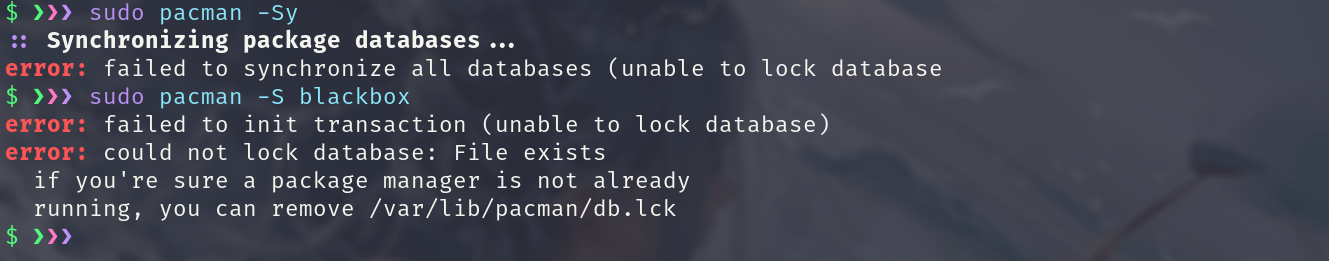 $ ❯❯❯ sudo pacman -Sy
:: Synchronizing package databases...
error: failed to synchronize all databases (unable to lock database
$ ❯❯❯ sudo pacman -S blackbox
error: failed to init transaction (unable to lock database)
error: could not lock database: File exists
  if you're sure a package manager is not already
  running, you can remove /var/lib/pacman/db.lck
$ ❯❯❯